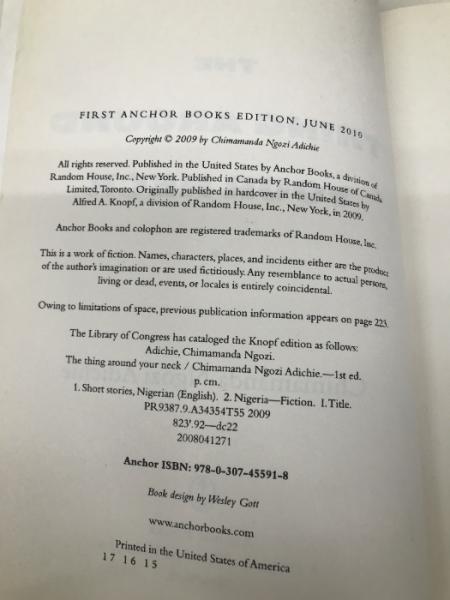 FIRST ANCHOR BOOKS EDITION, JUNE 2010
Copyright © 2009 by Chimamanda Ngozi Adichie
All rights reserved. Published in the United States by Anchor Books, a division of
Random House, Inc., New York. Published in Canada by Random House of Canada
Limited, Toronto. Originally published in hardcover in the United States by
Alfred A. Knopf, a division of Random House, Inc., New York, in 2009.
Anchor Books and colophon are registered trademarks of Random House, Inc.
This is a work of fiction. Names, characters, places, and incidents either are the product
of the author's imagination or are used fictitiously. Any resemblance to actual persons,
living or dead, events, or locales is entirely coincidental.
Owing to limitations of space, previous publication information appears on page 223.
The Library of Congress has cataloged the Knopf edition as follows:
Adichie, Chimamanda Ngozi.
The thing around your neck / Chimamanda Ngozi Adichie.—1st ed.
p. cm.
1. Short stories, Nigerian (English). 2. Nigeria—Fiction. I. Title.
PR9387.9.A34354T55 2009
823'.92—dc22
2008041271
Anchor ISBN: 978-0-307-45591-8
Book design by Wesley Gott
www.anchorbooks.com
Printed in the United States of America
17 16 15